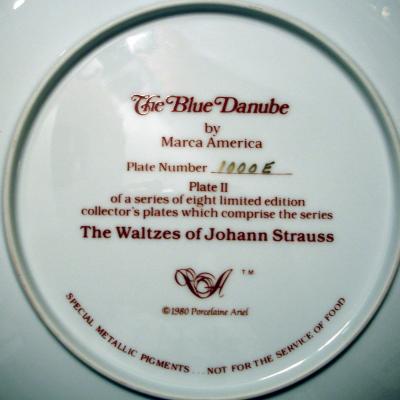 The Blue Danube
by
Marca America
Plate Number 1000E
Plate II
of a series of eight limited edition
collector's plates which comprise the series
The Waltzes of Johann Strauss
A ™
©1980 Porcelaine Ariel
SPECIAL METALLIC PIGMENTS . . . NOT FOR THE SERVICE OF FOOD